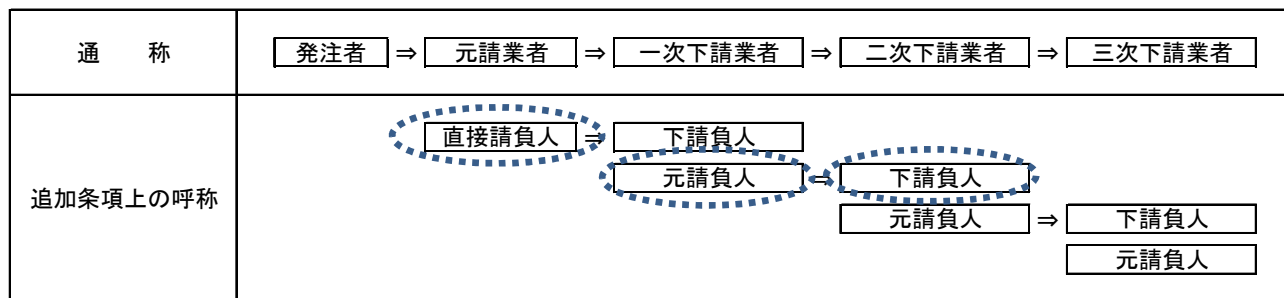 通　称　発注者 ⇒ 元請業者 ⇒ 一次下請業者 ⇒ 二次下請業者 ⇒ 三次下請業者
直接請負人 ⇒ 下請負人
元請負人 ⇒ 下請負人
追加条項上の呼称
元請負人 ⇒ 下請負人
元請負人